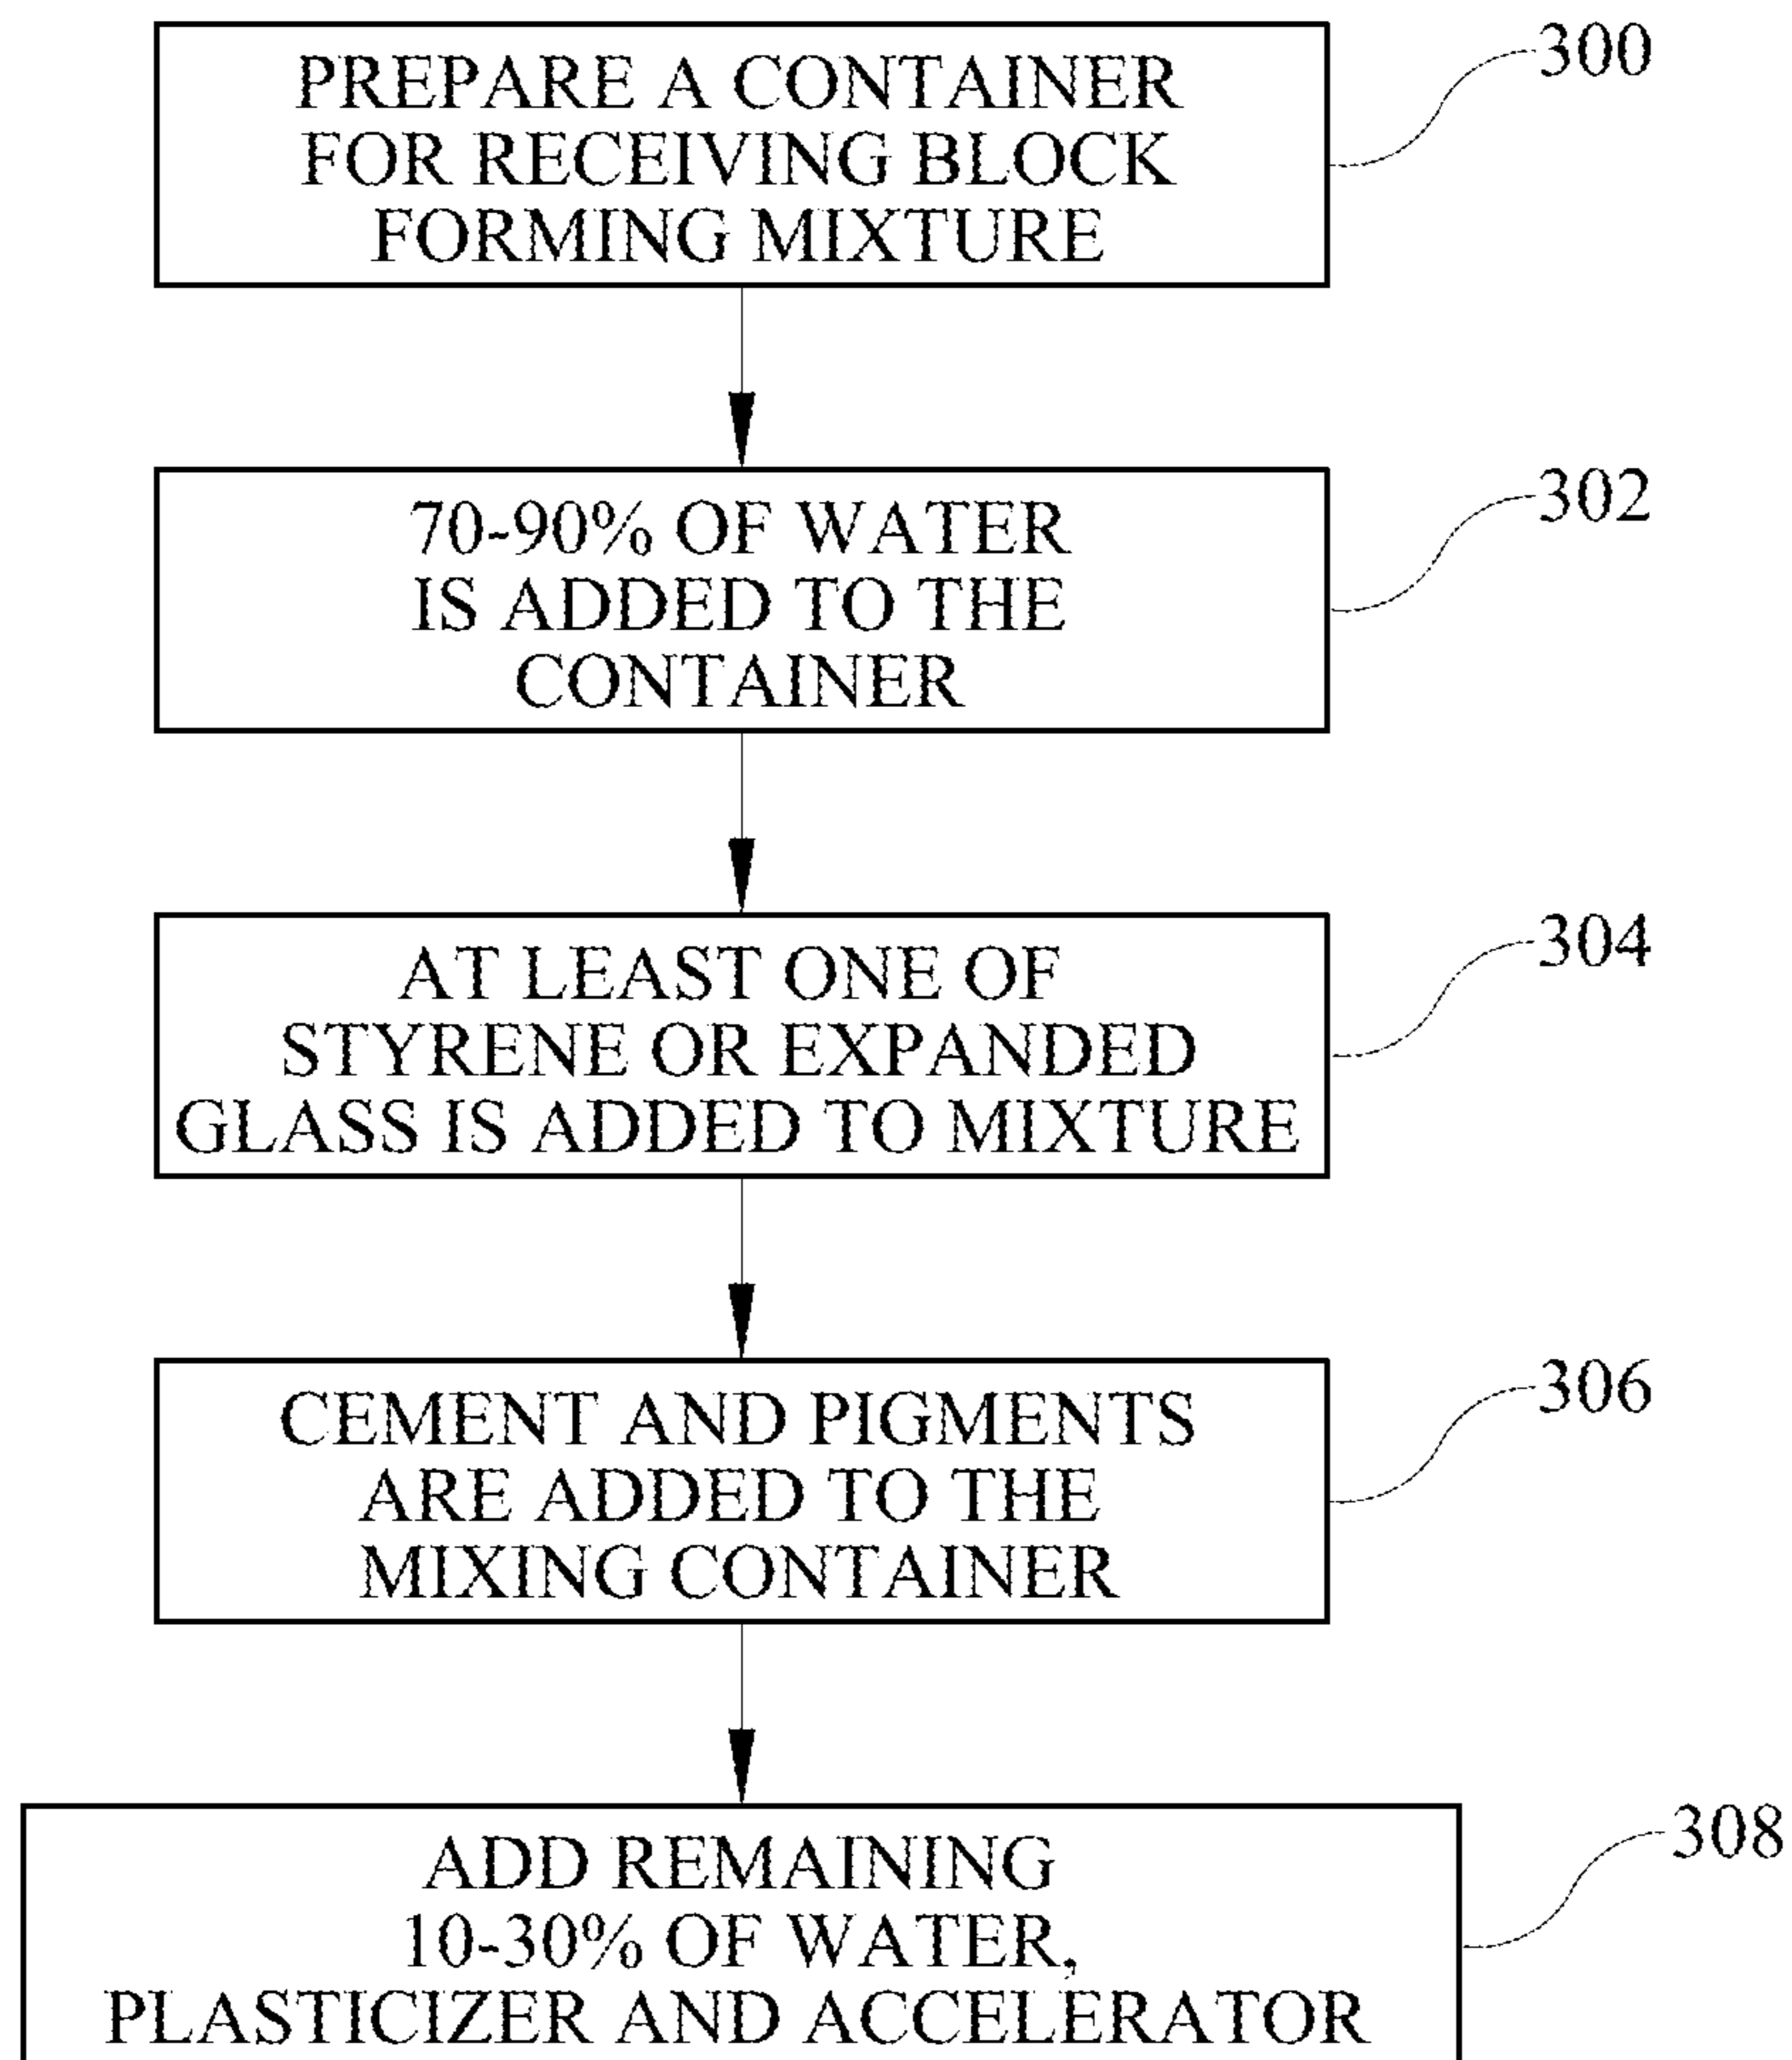 PREPARE A CONTAINER
FOR RECEIVING BLOCK
FORMING MIXTURE
300
70-90% OF WATER
IS ADDED TO THE
CONTAINER
302
AT LEAST ONE OF
STYRENE OR EXPANDED
GLASS IS ADDED TO MIXTURE
304
CEMENT AND PIGMENTS
ARE ADDED TO THE
MIXING CONTAINER
306
ADD REMAINING
10-30% OF WATER,
PLASTICIZER AND ACCELERATOR
308